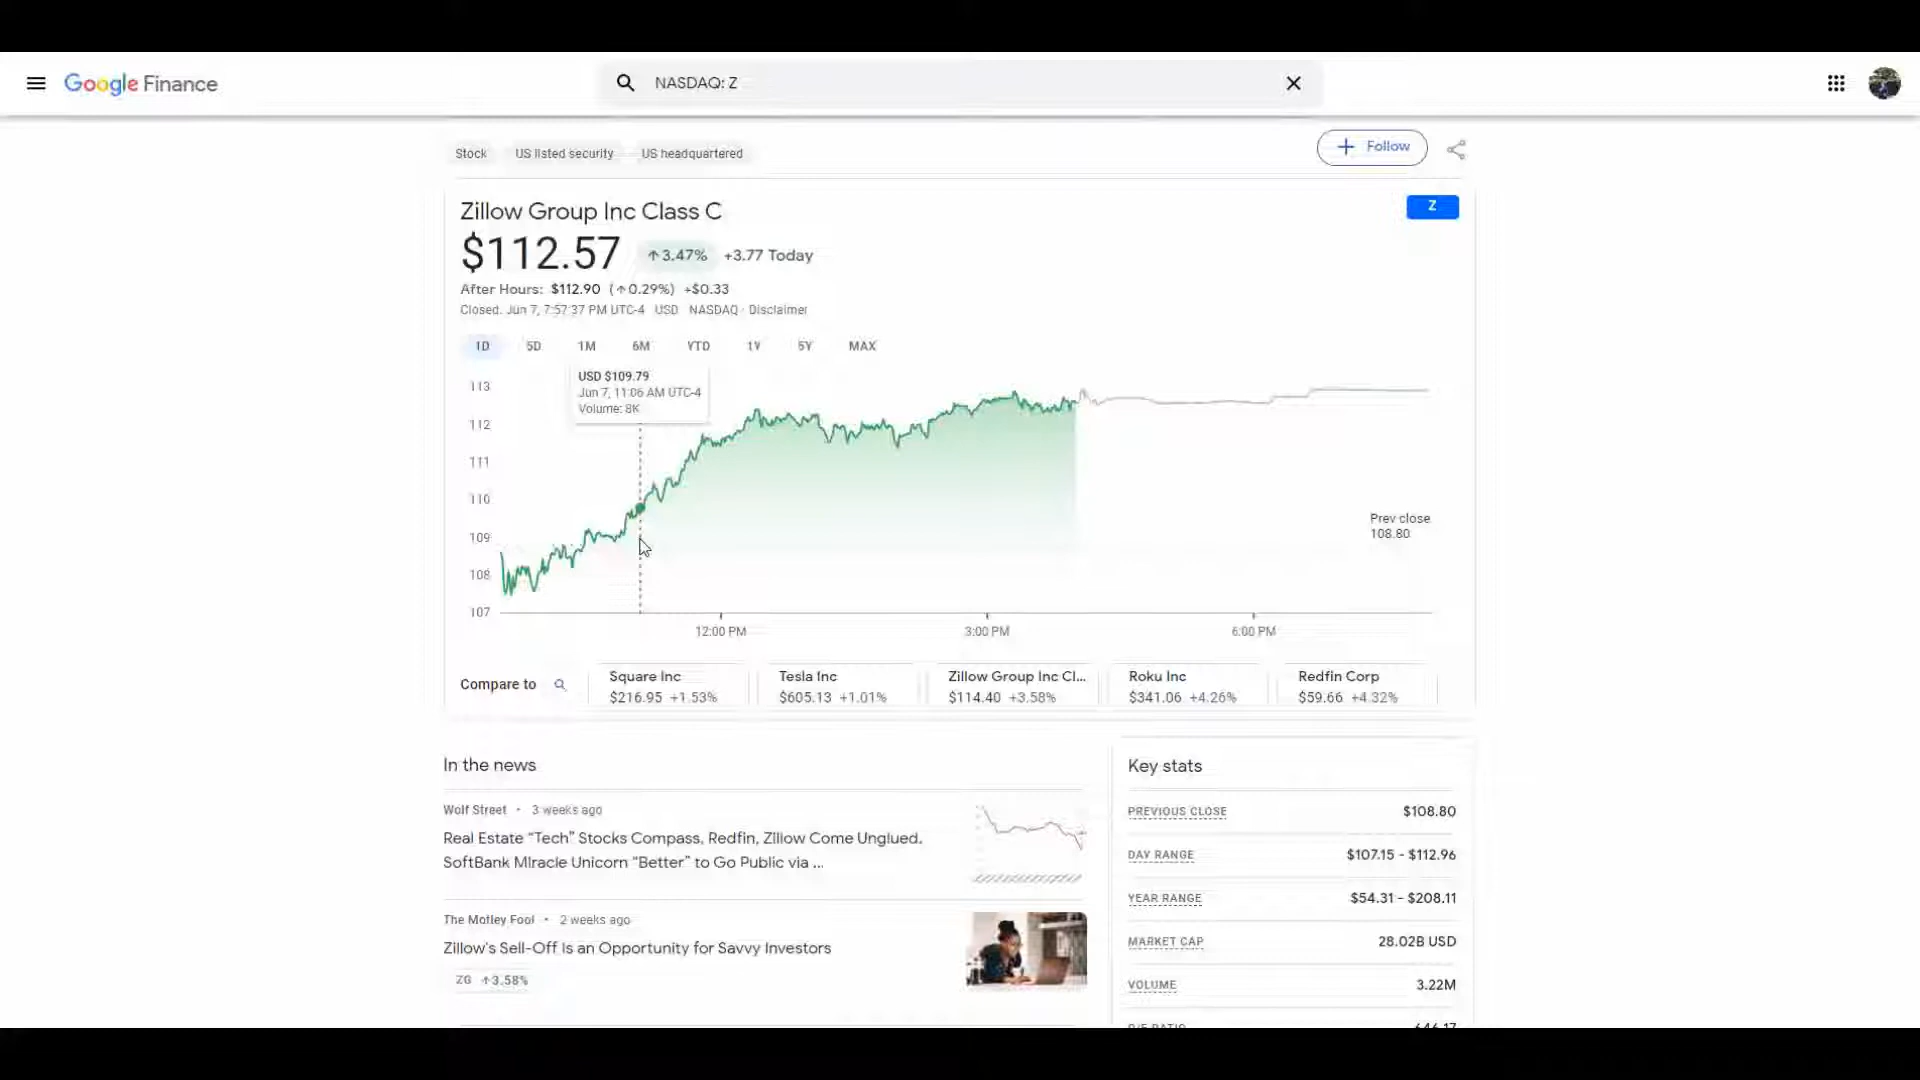 Google Finance
NASDAQ: Z
Stock
US listed security
US headquartered
Follow
Zillow Group Inc Class C
Z
$112.57
↑3.47%
+3.77 Today
After Hours: $112.90 (↑0.29%) +$0.33
Closed: Jun 7, 7:57:37 PM UTC-4 USD NASDAQ · Disclaimer
1D 5D 1M 6M YTD 1Y 5Y MAX
USD $109.79
Jun 7, 11:06 AM UTC-4
Volume: 8K
113
112
111
110
109
108
107
Prev close
108.80
12:00 PM 3:00 PM 6:00 PM
Compare to
Square Inc
$216.95 +1.53%
Tesla Inc
$605.13 +1.01%
Zillow Group Inc Cl...
$114.40 +3.58%
Roku Inc
$341.06 +4.26%
Redfin Corp
$59.66 +4.32%
In the news
Wolf Street • 3 weeks ago
Real Estate “Tech” Stocks Compass, Redfin, Zillow Come Unglued.
SoftBank Miracle Unicorn “Better” to Go Public via ...
The Motley Fool • 2 weeks ago
Zillow's Sell-Off Is an Opportunity for Savvy Investors
ZG ↑3.58%
Key stats
PREVIOUS CLOSE $108.80
DAY RANGE $107.15 - $112.96
YEAR RANGE $54.31 - $208.11
MARKET CAP 28.02B USD
VOLUME 3.22M
P/E RATIO 646.17